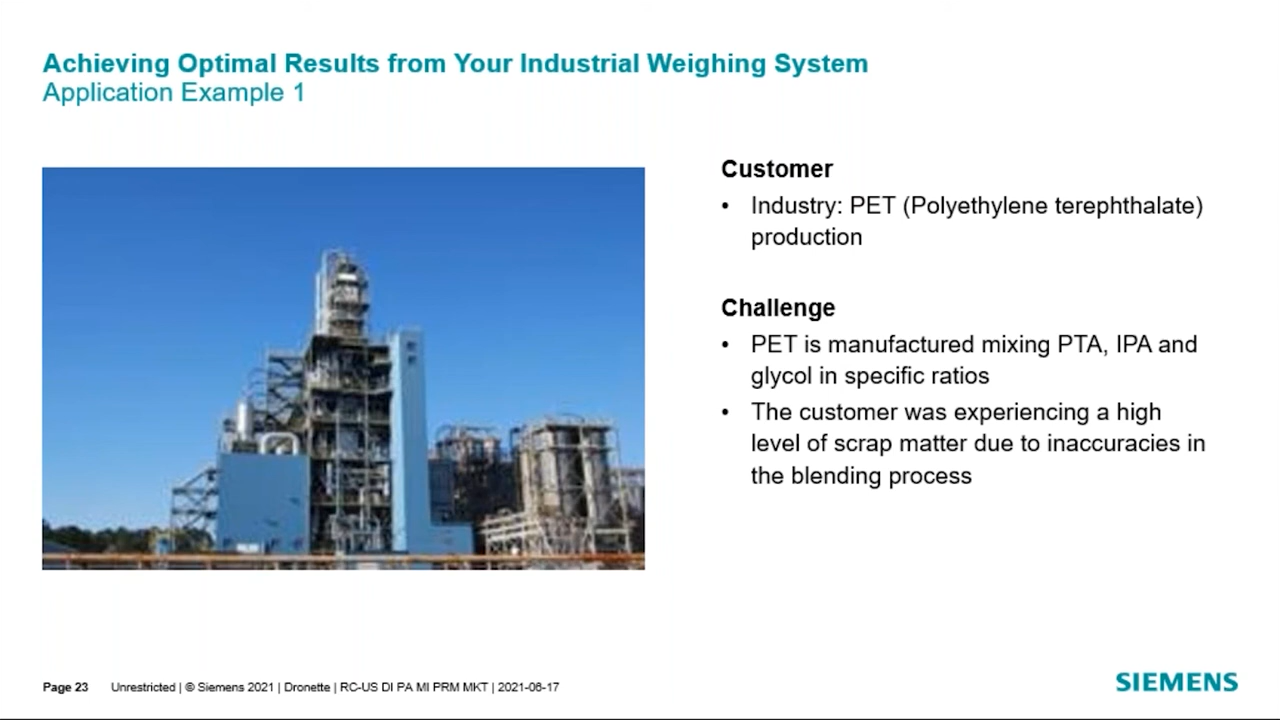 Achieving Optimal Results from Your Industrial Weighing System
Application Example 1
Customer
• Industry: PET (Polyethylene terephthalate)
production
Challenge
• PET is manufactured mixing PTA, IPA and
glycol in specific ratios
• The customer was experiencing a high
level of scrap matter due to inaccuracies in
the blending process
Page 23 Unrestricted | © Siemens 2021 | Dronette | RC-US DI PA MI PRM MKT | 2021-06-17
SIEMENS